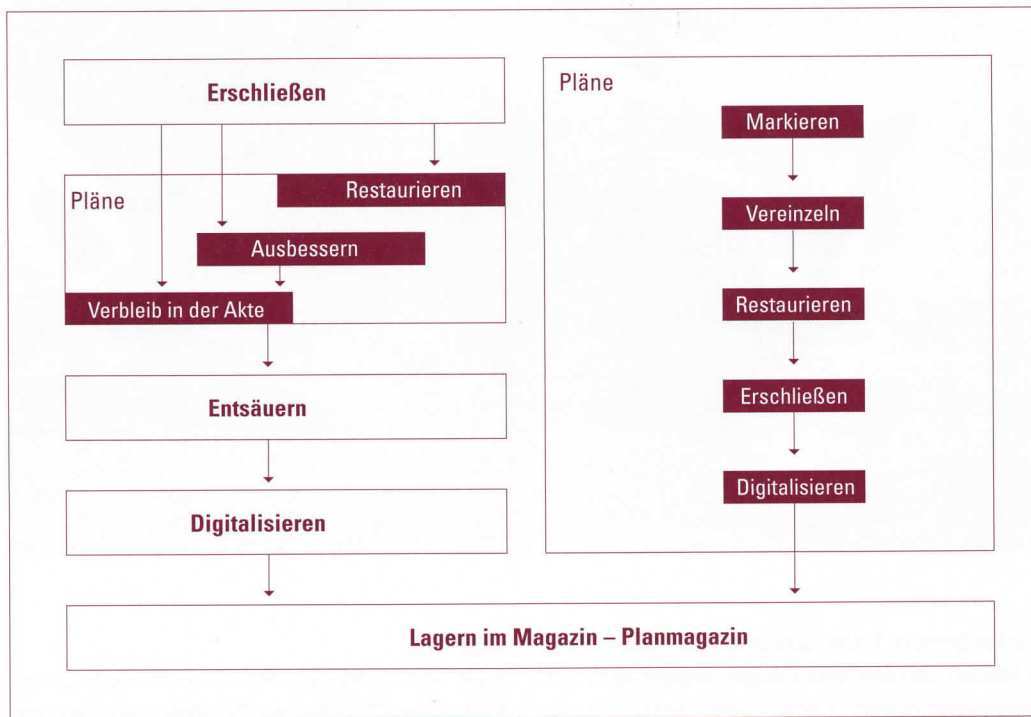 Erschließen
Pläne
Restaurieren
Ausbessern
Verbleib in der Akte
Entsäuern
Digitalisieren
Pläne
Markieren
Vereinzeln
Restaurieren
Erschließen
Digitalisieren
Lagern im Magazin – Planmagazin